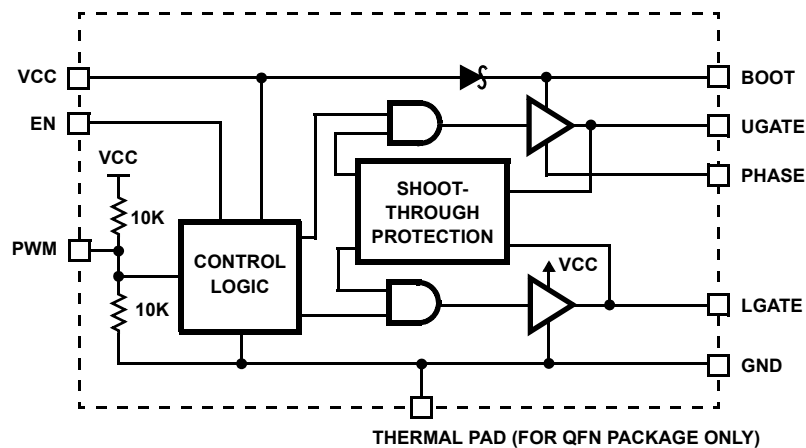 VCC
BOOT
EN
UGATE
VCC
PHASE
SHOOT-
THROUGH
PROTECTION
10K
PWM
CONTROL
LOGIC
VCC
10K
LGATE
GND
THERMAL PAD (FOR QFN PACKAGE ONLY)